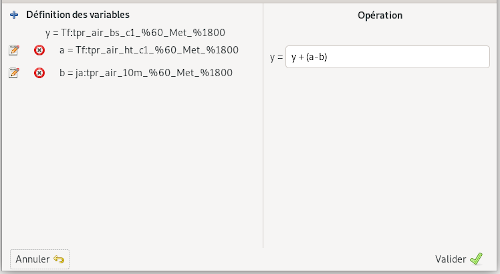 Définition des variables
y = Tf:tpr_air_bs_c1_%60_Met_%1800
a = Tf:tpr_air_ht_c1_%60_Met_%1800
b = ja:tpr_air_10m_%60_Met_%1800
Opération
y = y + (a-b)
Annuler
Valider